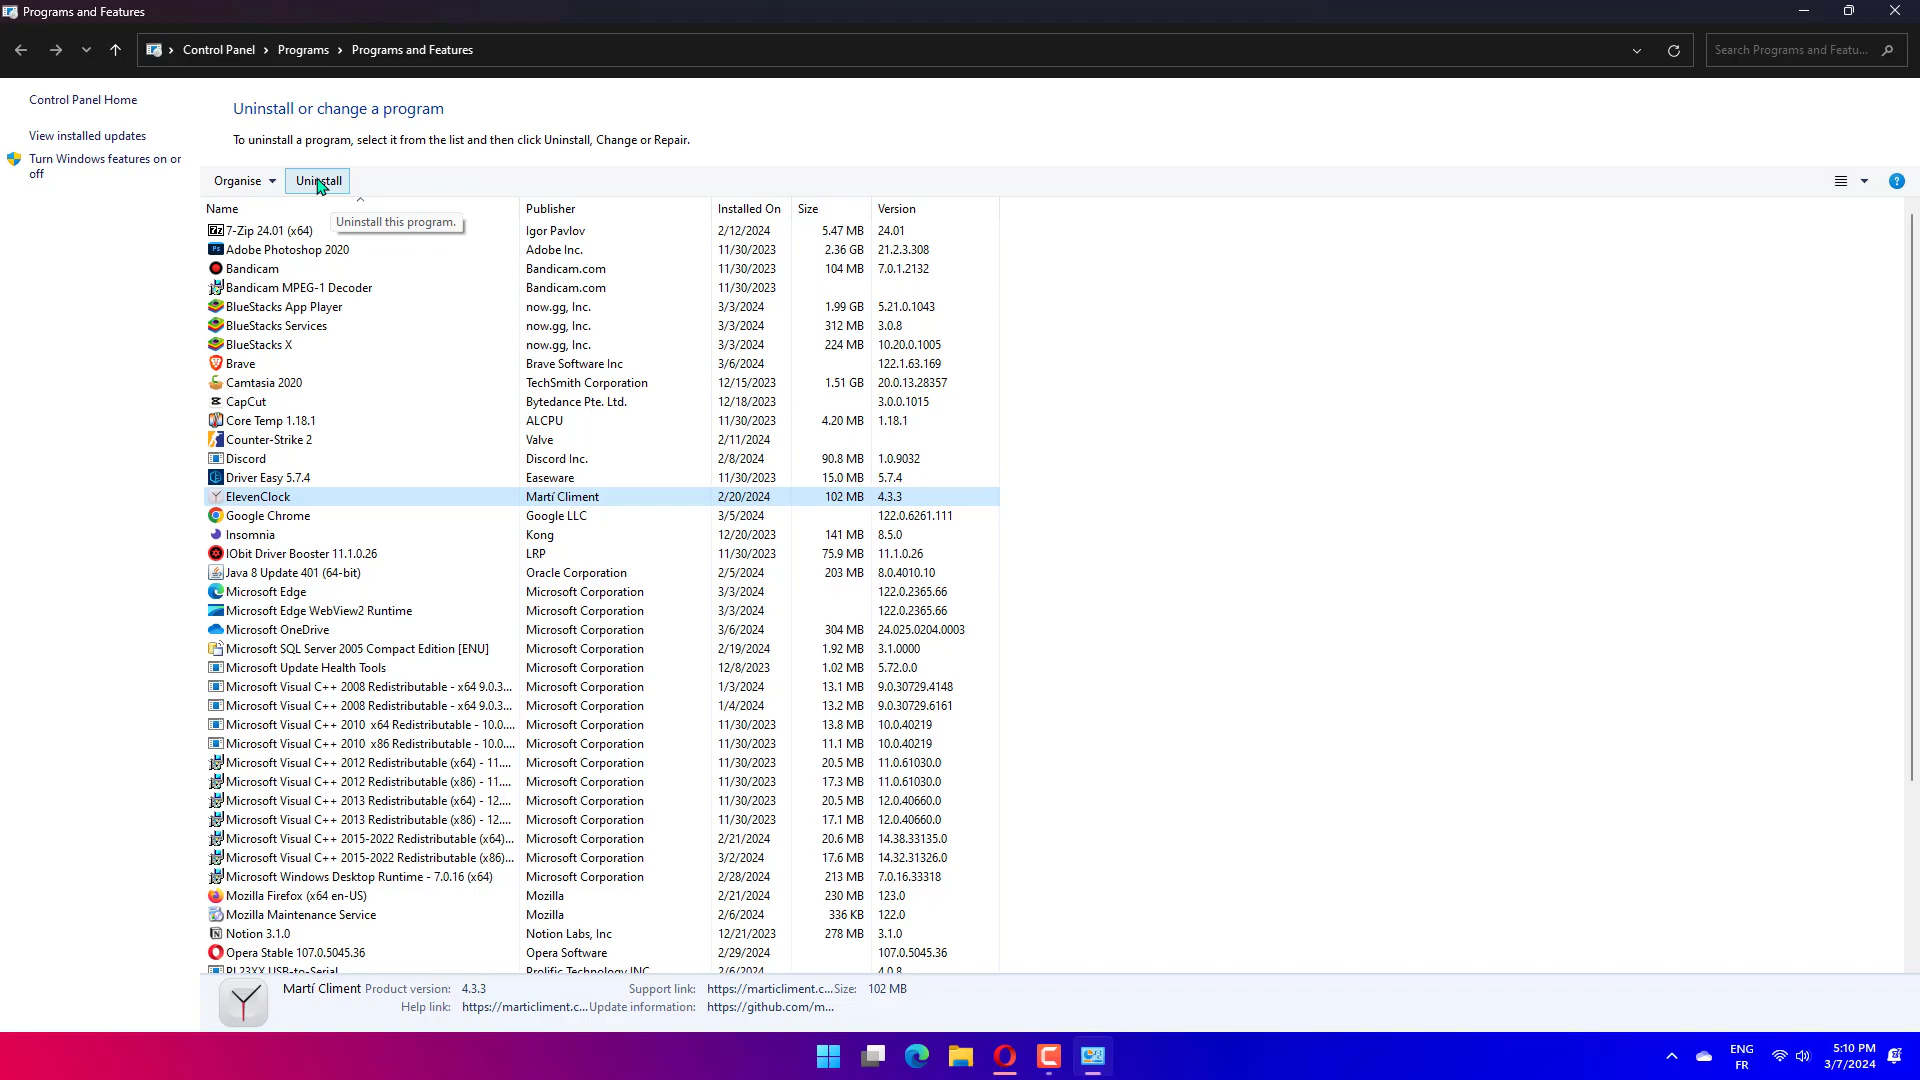 Programs and Features
Control Panel > Programs > Programs and Features
Search Programs and Featu...
Control Panel Home
View installed updates
Turn Windows features on or
off
Uninstall or change a program
To uninstall a program, select it from the list and then click Uninstall, Change or Repair.
Organise Uninstall
Uninstall this program.
Name Publisher Installed On Size Version
7-Zip 24.01 (x64) Igor Pavlov 2/12/2024 5.47 MB 24.01
Adobe Photoshop 2020 Adobe Inc. 11/30/2023 2.36 GB 21.2.3.308
Bandicam Bandicam.com 11/30/2023 104 MB 7.0.1.2132
Bandicam MPEG-1 Decoder Bandicam.com 11/30/2023
BlueStacks App Player now.gg, Inc. 3/3/2024 1.99 GB 5.21.0.1043
BlueStacks Services now.gg, Inc. 3/3/2024 312 MB 3.0.8
BlueStacks X now.gg, Inc. 3/3/2024 224 MB 10.20.0.1005
Brave Brave Software Inc 3/6/2024 122.1.63.169
Camtasia 2020 TechSmith Corporation 12/15/2023 1.51 GB 20.0.13.28357
CapCut Bytedance Pte. Ltd. 12/18/2023 3.0.0.1015
Core Temp 1.18.1 ALCPU 11/30/2023 4.20 MB 1.18.1
Counter-Strike 2 Valve 2/11/2024
Discord Discord Inc. 2/8/2024 90.8 MB 1.0.9032
Driver Easy 5.7.4 Easeware 11/30/2023 15.0 MB 5.7.4
ElevenClock Martí Climent 2/20/2024 102 MB 4.3.3
Google Chrome Google LLC 3/5/2024 122.0.6261.111
Insomnia Kong 12/20/2023 141 MB 8.5.0
IObit Driver Booster 11.1.0.26 LRP 11/30/2023 75.9 MB 11.1.0.26
Java 8 Update 401 (64-bit) Oracle Corporation 2/5/2024 203 MB 8.0.4010.10
Microsoft Edge Microsoft Corporation 3/3/2024 122.0.2365.66
Microsoft Edge WebView2 Runtime Microsoft Corporation 3/3/2024 122.0.2365.66
Microsoft OneDrive Microsoft Corporation 3/6/2024 304 MB 24.025.0204.0003
Microsoft SQL Server 2005 Compact Edition [ENU] Microsoft Corporation 2/19/2024 1.92 MB 3.1.0000
Microsoft Update Health Tools Microsoft Corporation 12/8/2023 1.02 MB 5.72.0.0
Microsoft Visual C++ 2008 Redistributable - x64 9.0.3... Microsoft Corporation 1/3/2024 13.1 MB 9.0.30729.4148
Microsoft Visual C++ 2008 Redistributable - x64 9.0.3... Microsoft Corporation 1/4/2024 13.2 MB 9.0.30729.6161
Microsoft Visual C++ 2010 x64 Redistributable - 10.0.... Microsoft Corporation 11/30/2023 13.8 MB 10.0.40219
Microsoft Visual C++ 2010 x86 Redistributable - 10.0.... Microsoft Corporation 11/30/2023 11.1 MB 10.0.40219
Microsoft Visual C++ 2012 Redistributable (x64) - 11.... Microsoft Corporation 11/30/2023 20.5 MB 11.0.61030.0
Microsoft Visual C++ 2012 Redistributable (x86) - 11.... Microsoft Corporation 11/30/2023 17.3 MB 11.0.61030.0
Microsoft Visual C++ 2013 Redistributable (x64) - 12.... Microsoft Corporation 11/30/2023 20.5 MB 12.0.40660.0
Microsoft Visual C++ 2013 Redistributable (x86) - 12.... Microsoft Corporation 11/30/2023 17.1 MB 12.0.40660.0
Microsoft Visual C++ 2015-2022 Redistributable (x64)... Microsoft Corporation 2/21/2024 20.6 MB 14.38.33135.0
Microsoft Visual C++ 2015-2022 Redistributable (x86)... Microsoft Corporation 3/2/2024 17.6 MB 14.32.31326.0
Microsoft Windows Desktop Runtime - 7.0.16 (x64) Microsoft Corporation 2/28/2024 213 MB 7.0.16.33318
Mozilla Firefox (x64 en-US) Mozilla 2/21/2024 230 MB 123.0
Mozilla Maintenance Service Mozilla 2/6/2024 336 KB 122.0
Notion 3.1.0 Notion Labs, Inc 12/21/2023 278 MB 3.1.0
Opera Stable 107.0.5045.36 Opera Software 2/29/2024 107.0.5045.36
PL23XX USB-to-Serial Prolific Technology INC 2/6/2024 4.0.8
Martí Climent Product version: 4.3.3 Support link: https://marticliment.c... Size: 102 MB
Help link: https://marticliment.c... Update information: https://github.com/m...
ENG
FR
5:10 PM
3/7/2024